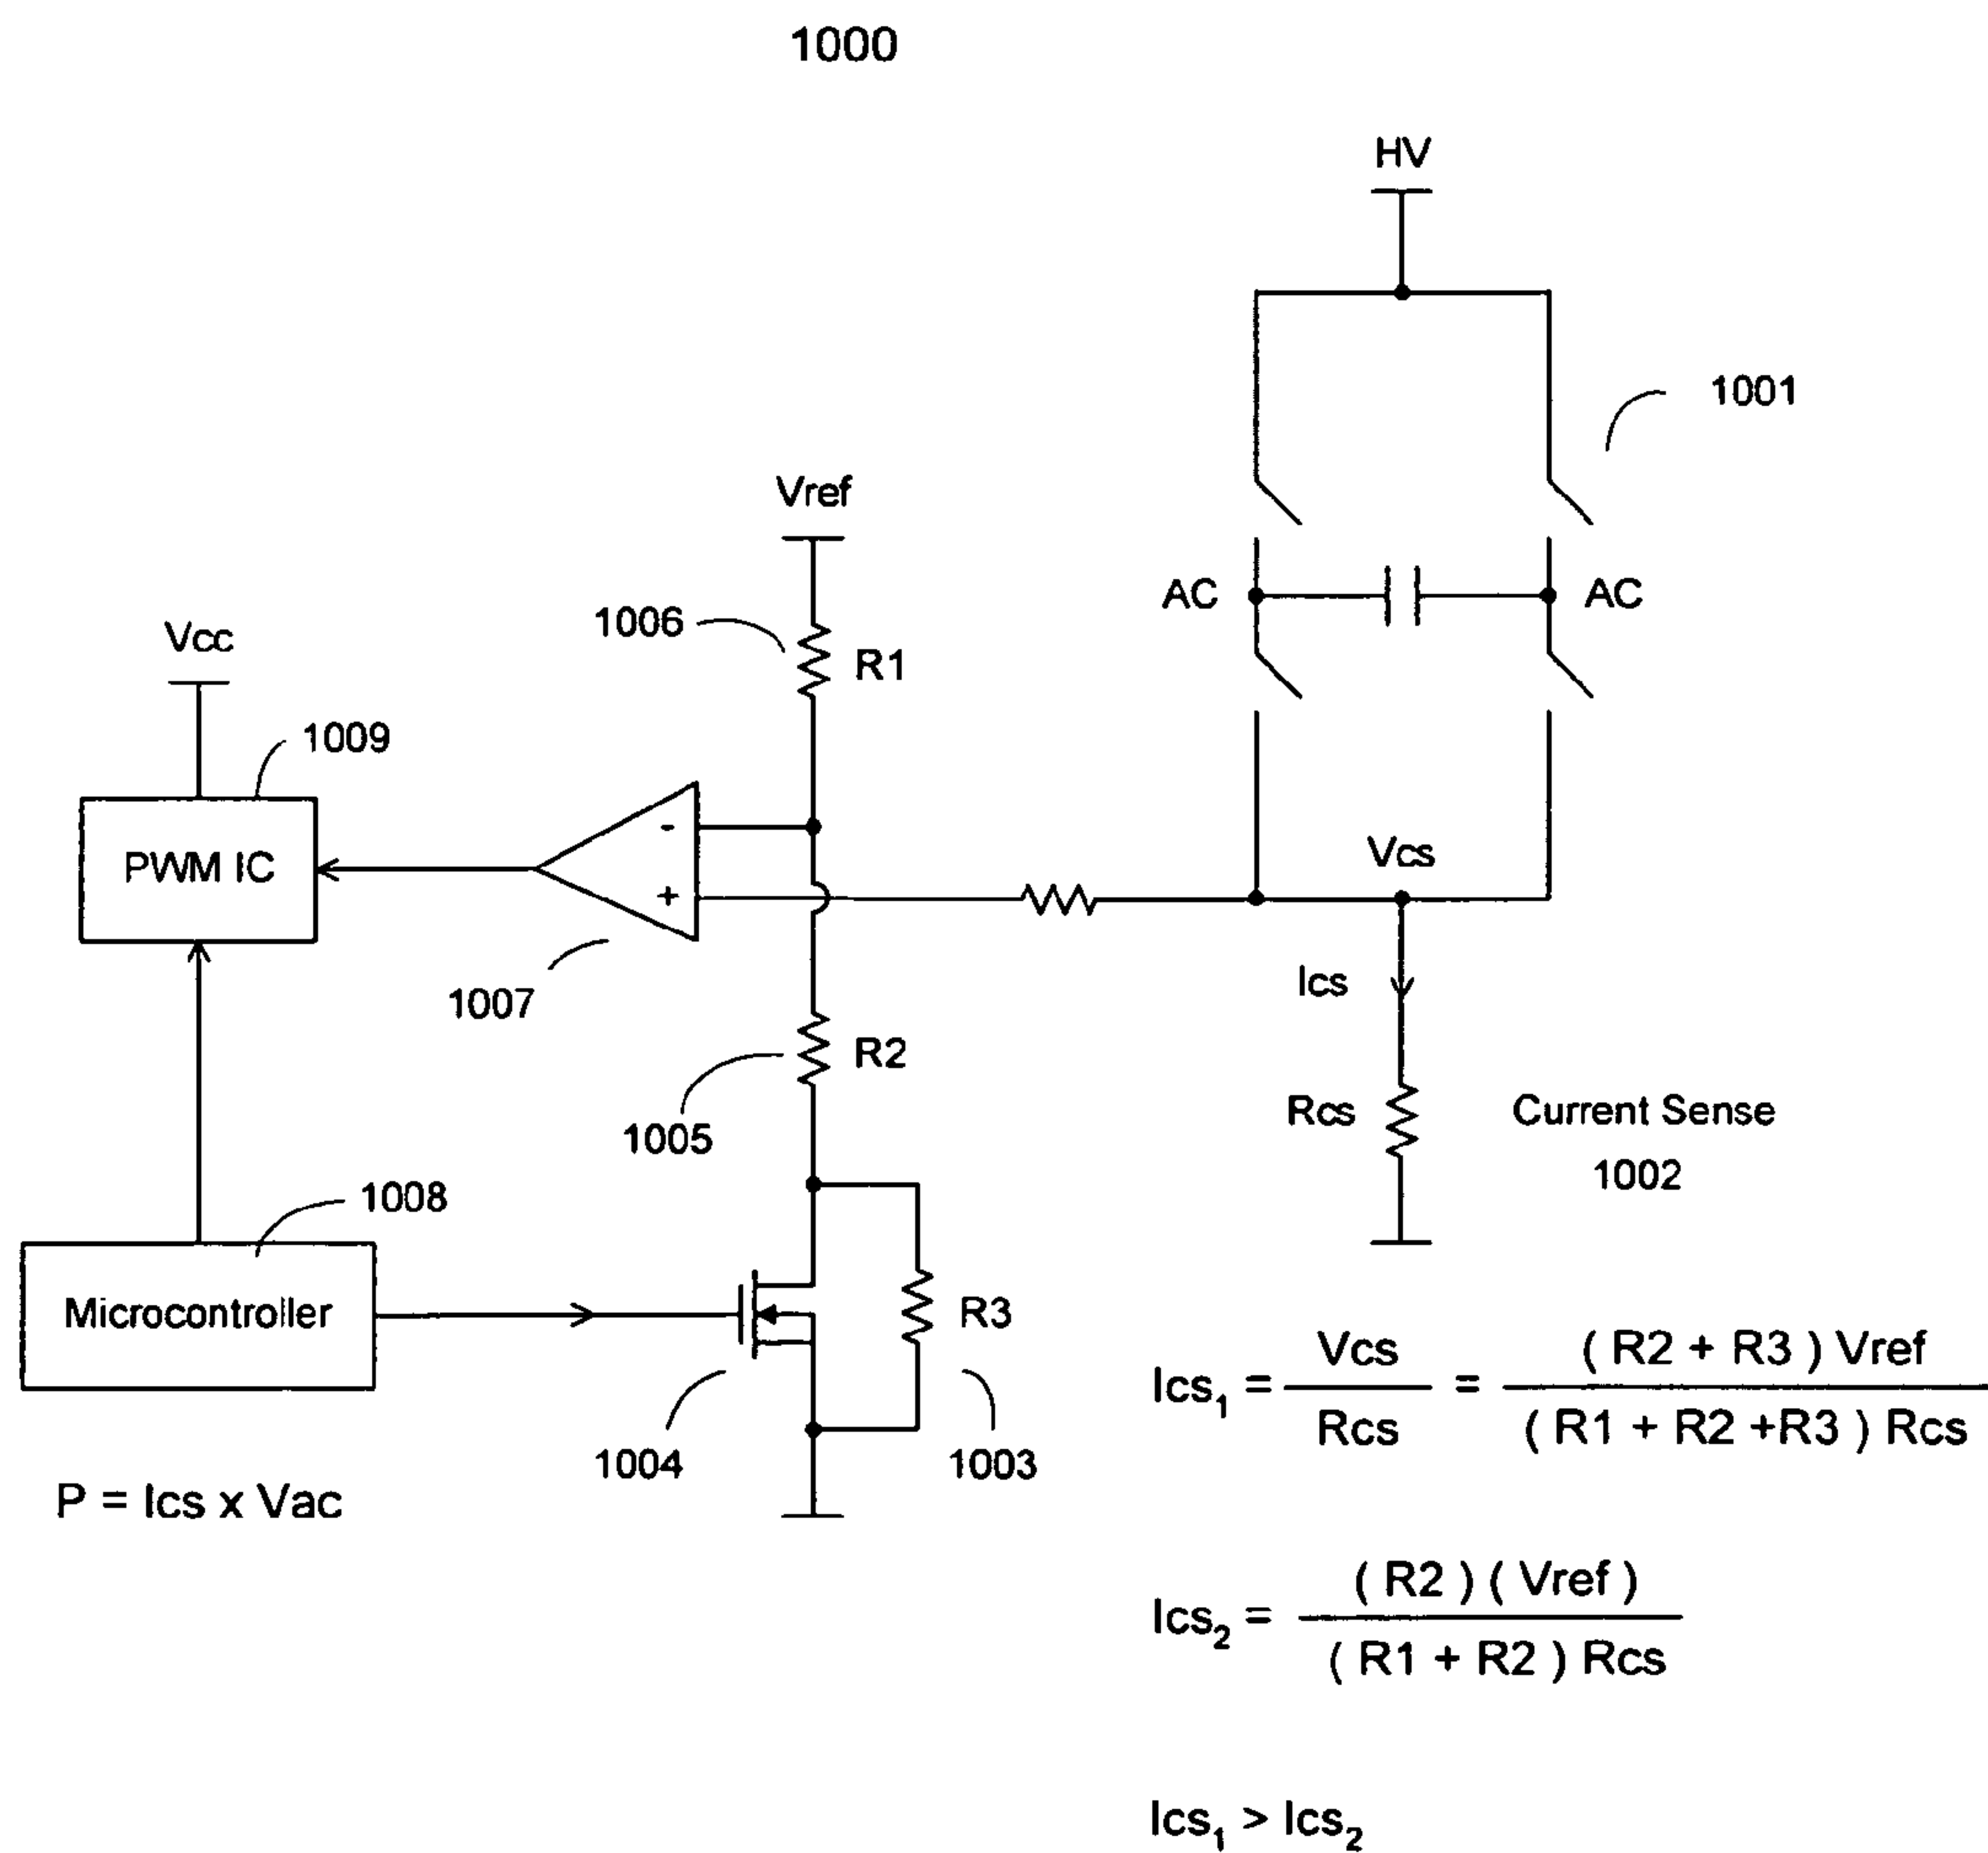 1000
HV
1001
Vref
AC
AC
1006
R1
Vcc
1009
PWM IC
-
+
Vcs
1007
Ics
R2
1005
Rcs
Current Sense
1002
1008
Microcontroller
R3
1004
1003
Ics1 = Vcs / Rcs = ( R2 + R3 ) Vref / ( R1 + R2 +R3 ) Rcs
P = Ics x Vac
Ics2 = ( R2 ) ( Vref ) / ( R1 + R2 ) Rcs
Ics1 > Ics2